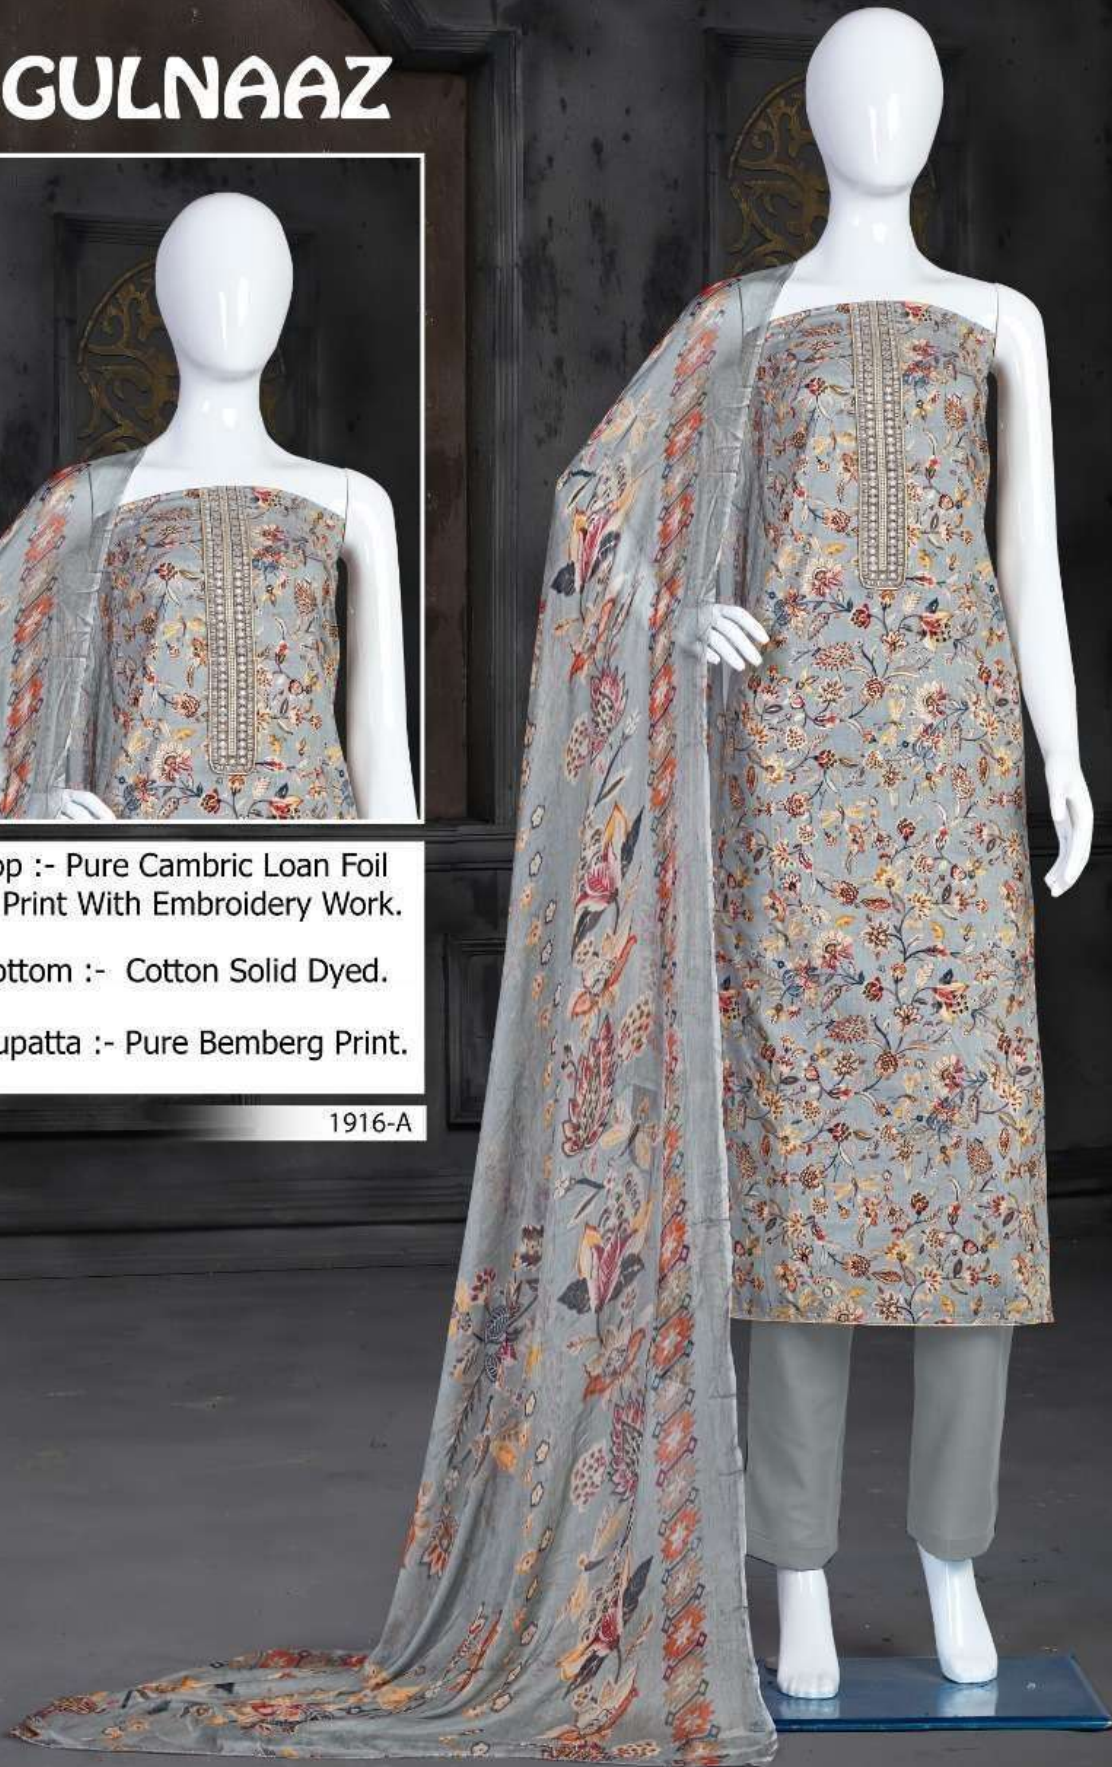 GULNAAZ
op :- Pure Cambric Loan Foil
Print With Embroidery Work.
ottom :- Cotton Solid Dyed.
upatta :- Pure Bemberg Print.
1916-A